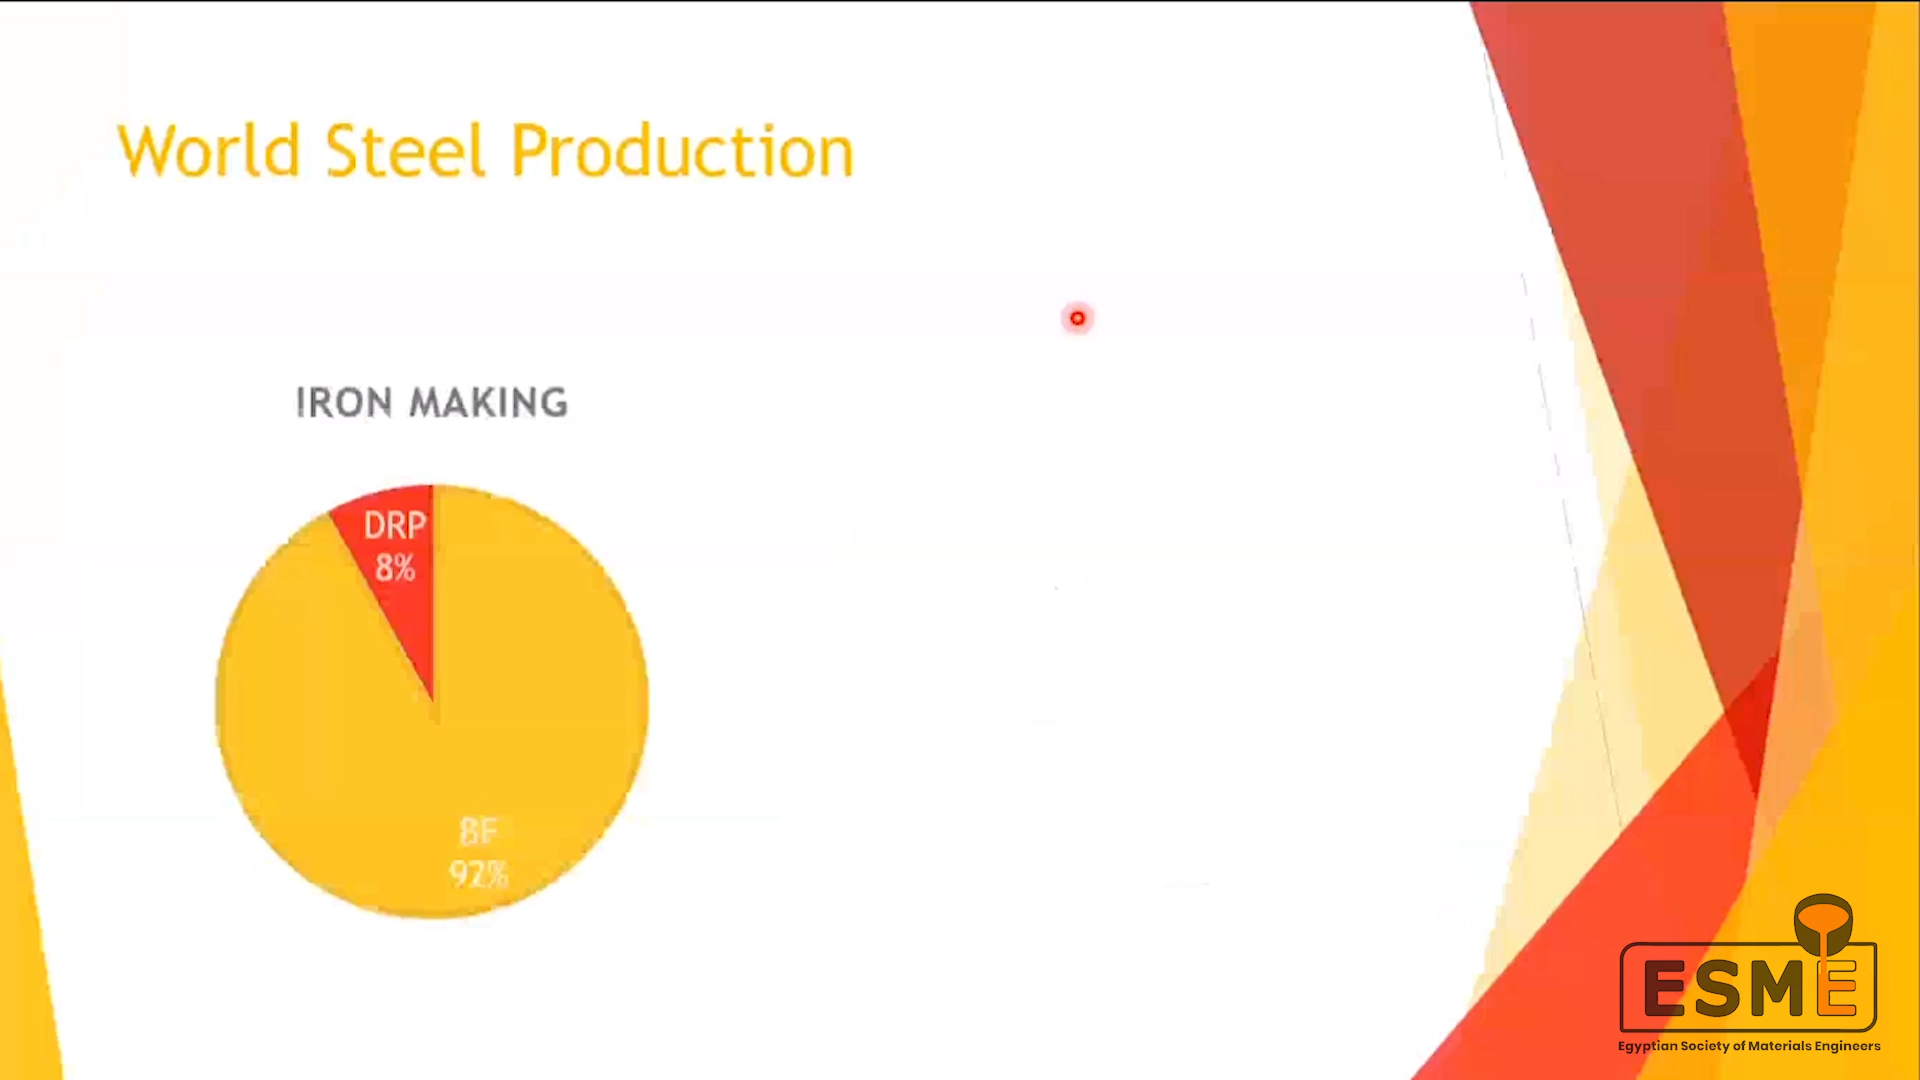 World Steel Production
IRON MAKING
DRP
8%
BF
92%
ESME
Egyptian Society of Materials Engineers